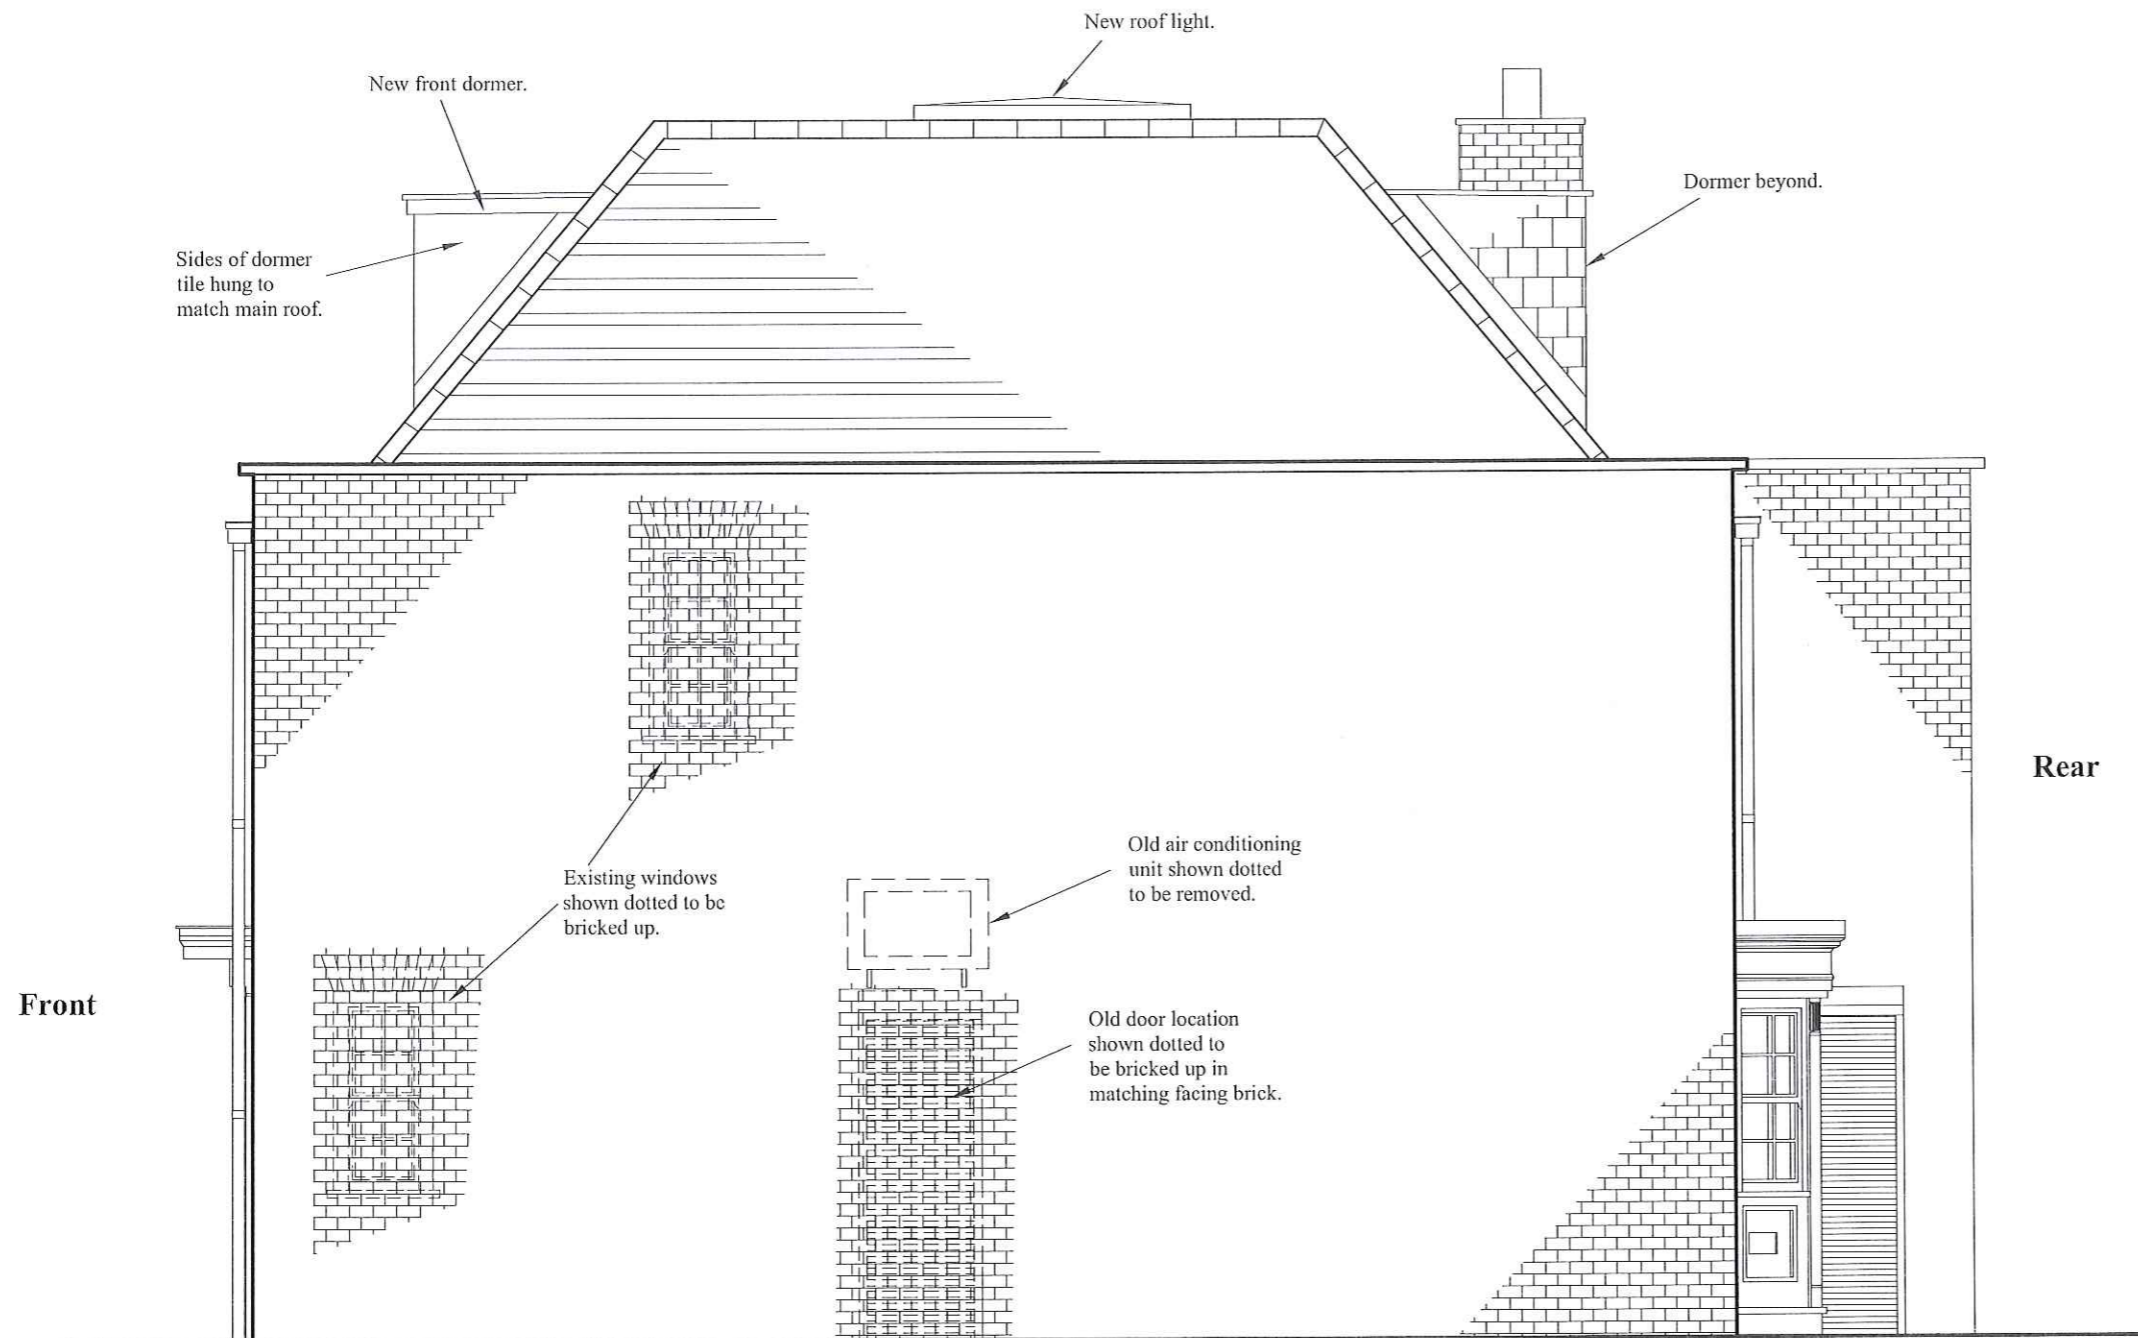 New roof light.
New front dormer.
Dormer beyond.
Sides of dormer
tile hung to
match main roof.
Rear
Old air conditioning
unit shown dotted
to be removed.
Existing windows
shown dotted to be
bricked up.
Front
Old door location
shown dotted to
be bricked up in
matching facing brick.